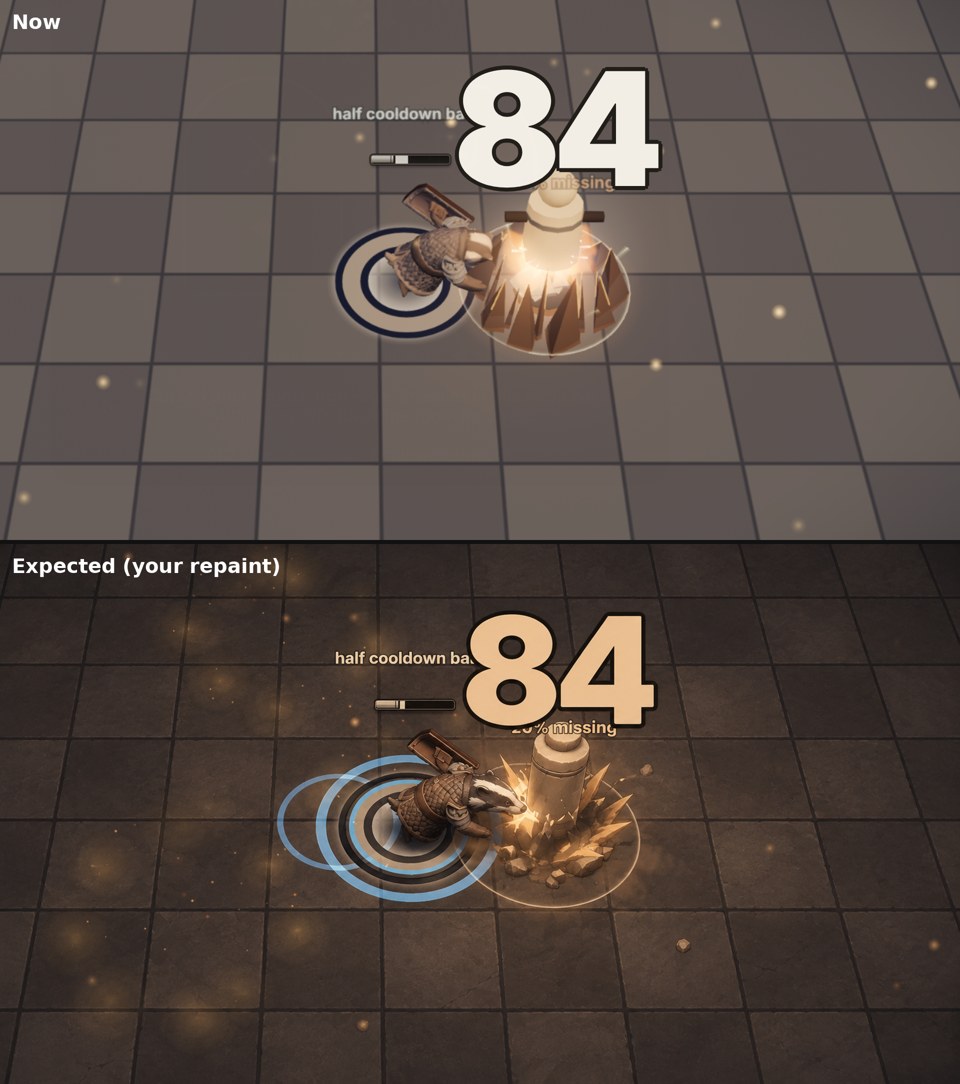 Now
half cooldown ba
84
missing
Expected (your repaint)
half cooldown ba
84
% missing